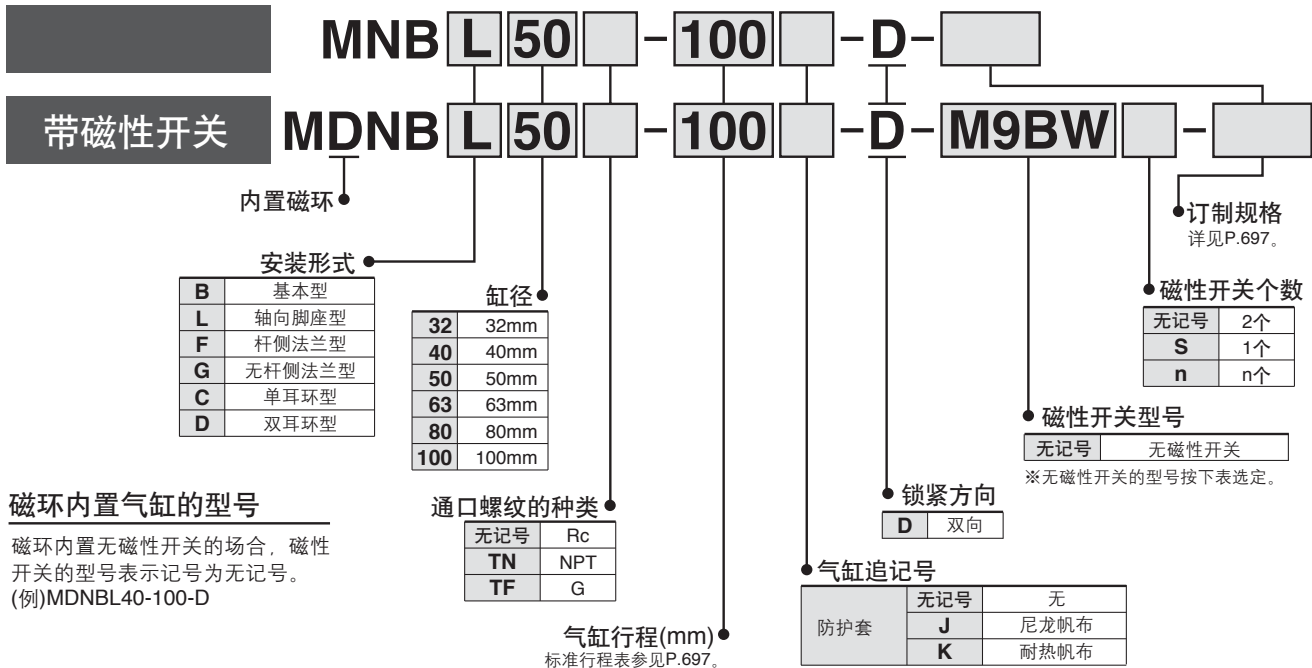 MNB L 50 - 100 - D -
带磁性开关 MDNB L 50 - 100 - D - M9BW -
内置磁环
订制规格
详见P.697。
安装形式
B 基本型
L 轴向脚座型
F 杆侧法兰型
G 无杆侧法兰型
C 单耳环型
D 双耳环型
缸径
32 32mm
40 40mm
50 50mm
63 63mm
80 80mm
100 100mm
磁性开关个数
无记号 2个
S 1个
n n个
磁性开关型号
无记号 无磁性开关
※无磁性开关的型号按下表选定。
磁环内置气缸的型号
磁环内置无磁性开关的场合，磁性
开关的型号表示记号为无记号。
(例)MDNBL40-100-D
通口螺纹的种类
无记号 Rc
TN NPT
TF G
锁紧方向
D 双向
气缸追记号
防护套
无记号 无
J 尼龙帆布
K 耐热帆布
气缸行程(mm)
标准行程表参见P.697。